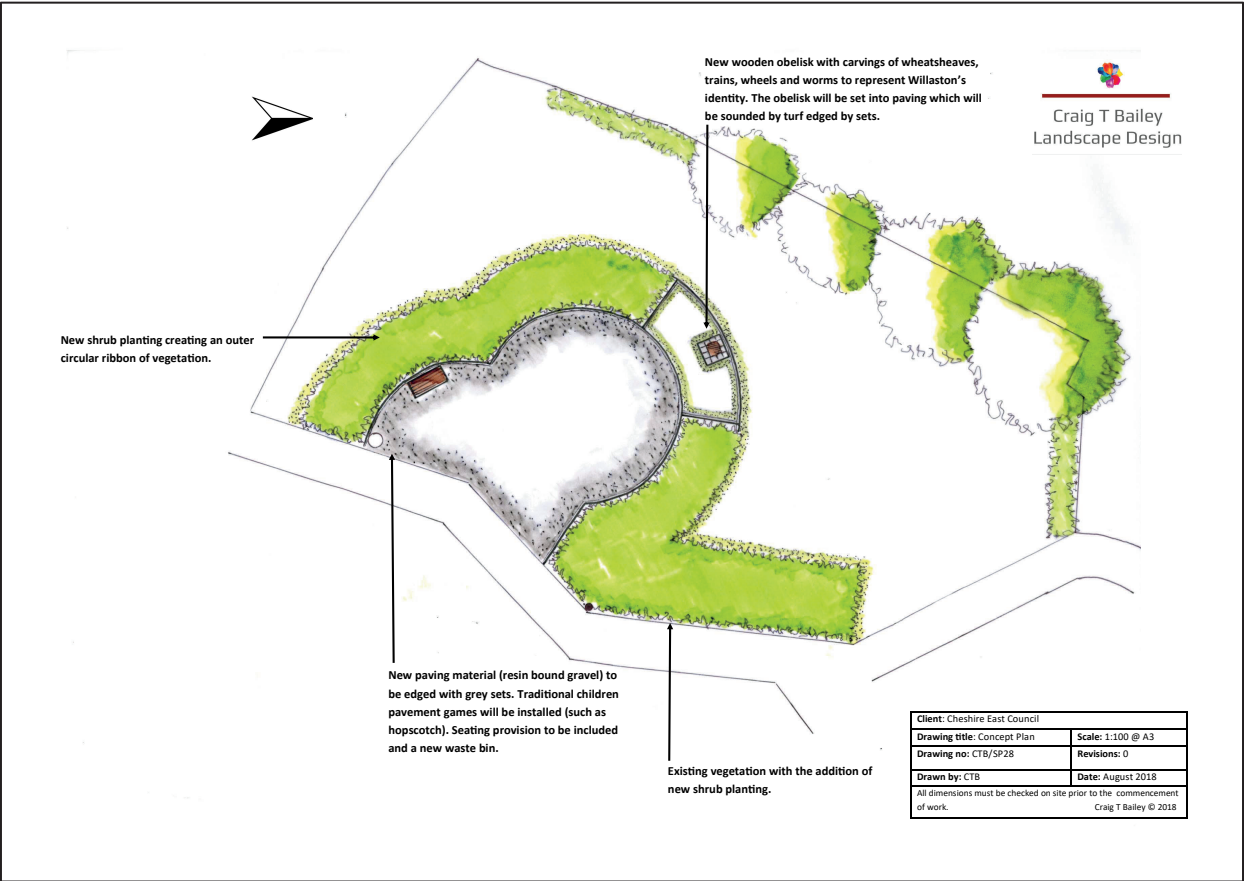 New wooden obelisk with carvings of wheatsheaves,
trains, wheels and worms to represent Willaston's
identity. The obelisk will be set into paving which will
be sounded by turf edged by sets.
Craig T Bailey
Landscape Design
New shrub planting creating an outer
circular ribbon of vegetation.
New paving material (resin bound gravel) to
be edged with grey sets. Traditional children
pavement games will be installed (such as
hopscotch). Seating provision to be included
and a new waste bin.
Existing vegetation with the addition of
new shrub planting.
Client: Cheshire East Council
Drawing title: Concept Plan Scale: 1:100 @ A3
Drawing no: CTB/SP28 Revisions: 0
Drawn by: CTB Date: August 2018
All dimensions must be checked on site prior to the commencement
of work. Craig T Bailey © 2018